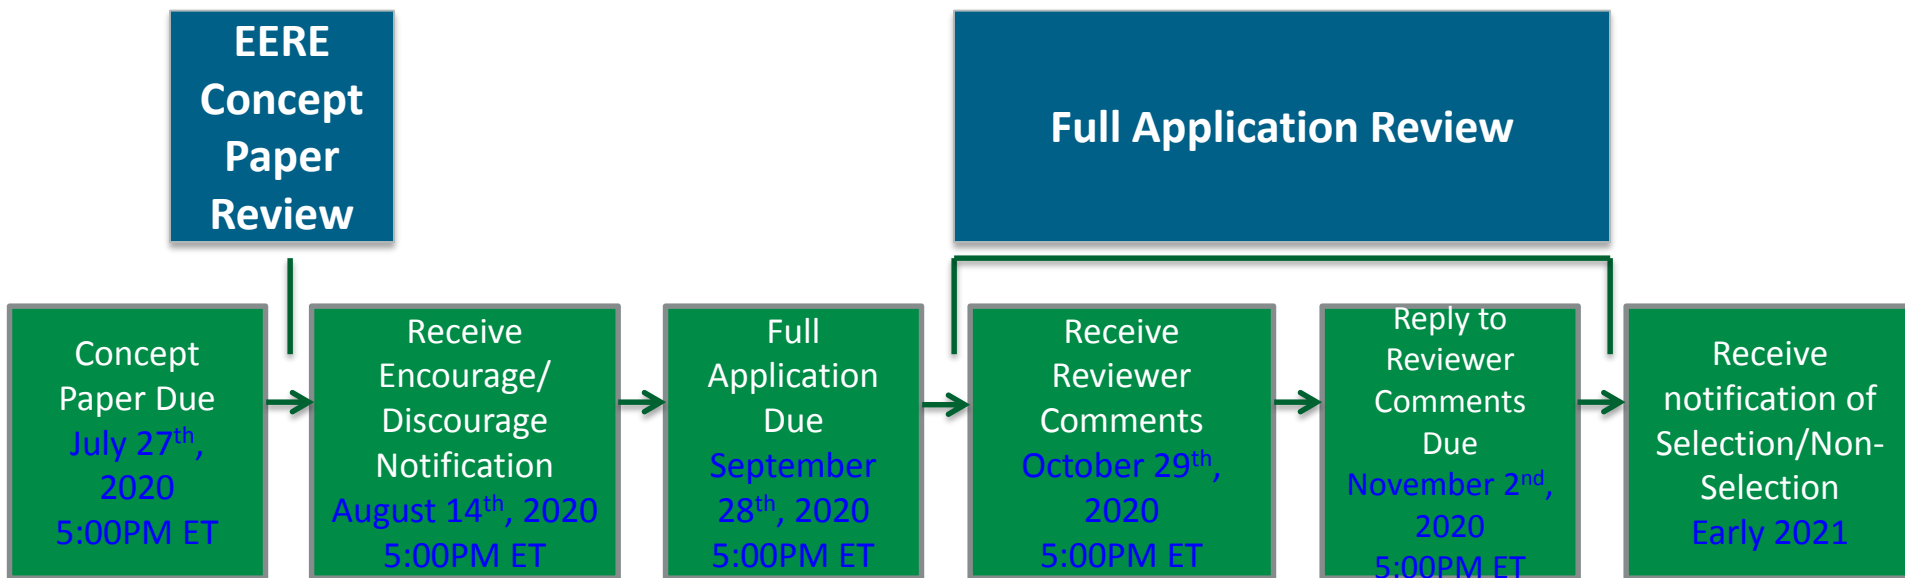 EERE
Concept
Paper
Review
Full Application Review
Concept
Paper Due
July 27th,
2020
5:00PM ET
Receive
Encourage/
Discourage
Notification
August 14th, 2020
5:00PM ET
Full
Application
Due
September
28th, 2020
5:00PM ET
Receive
Reviewer
Comments
October 29th,
2020
5:00PM ET
Reply to
Reviewer
Comments
Due
November 2nd,
2020
5:00PM ET
Receive
notification of
Selection/Non-
Selection
Early 2021